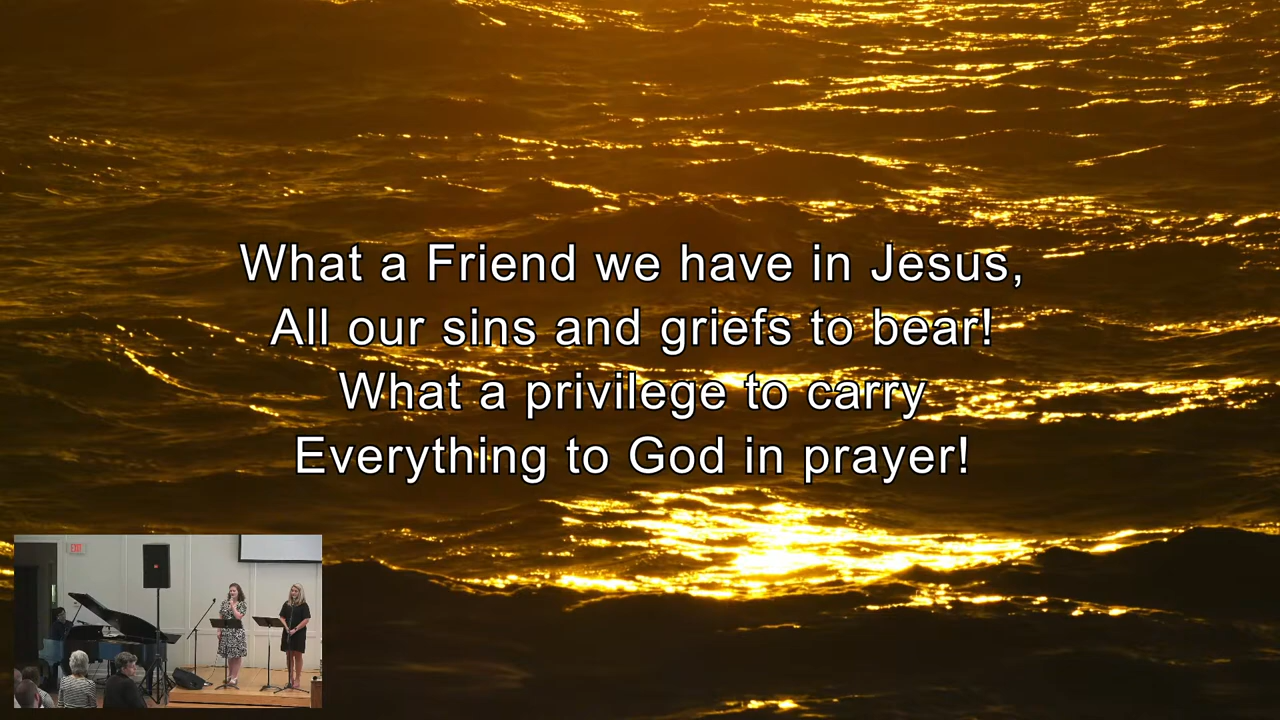 What a Friend we have in Jesus,
All our sins and griefs to bear!
What a privilege to carry
Everything to God in prayer!
EXIT